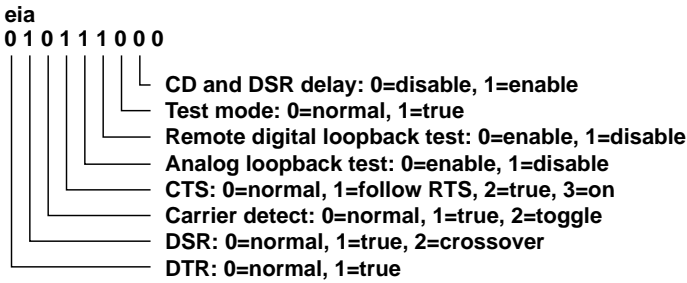 eia
0 1 0 1 1 1 0 0 0
CD and DSR delay: 0=disable, 1=enable
Test mode: 0=normal, 1=true
Remote digital loopback test: 0=enable, 1=disable
Analog loopback test: 0=enable, 1=disable
CTS: 0=normal, 1=follow RTS, 2=true, 3=on
Carrier detect: 0=normal, 1=true, 2=toggle
DSR: 0=normal, 1=true, 2=crossover
DTR: 0=normal, 1=true